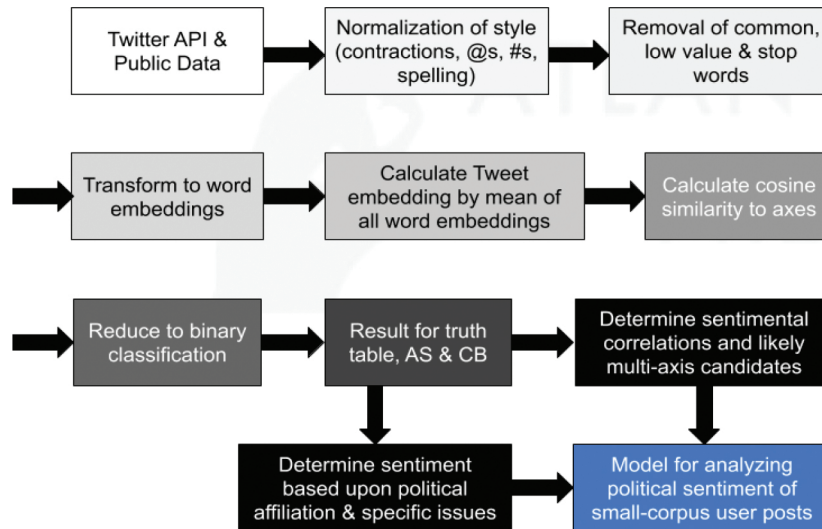 Twitter API &
Public Data
Normalization of style
(contractions, @s, #s,
spelling)
Removal of common,
low value & stop
words
Transform to word
embeddings
Calculate Tweet
embedding by mean of
all word embeddings
Calculate cosine
similarity to axes
Reduce to binary
classification
Result for truth
table, AS & CB
Determine sentimental
correlations and likely
multi-axis candidates
Determine sentiment
based upon political
affiliation & specific issues
Model for analyzing
political sentiment of
small-corpus user posts